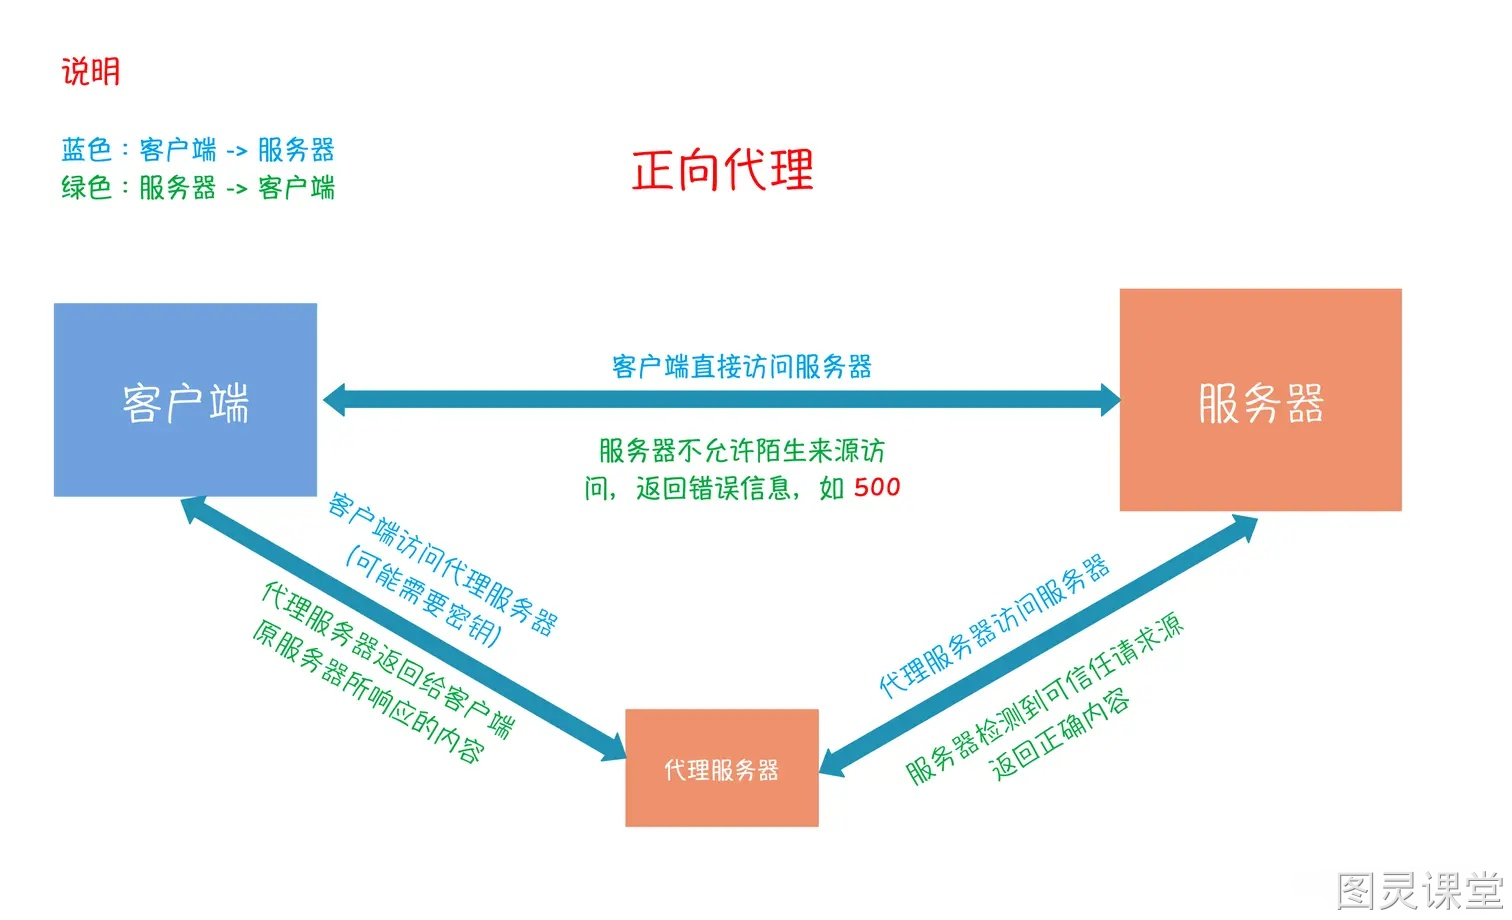 说明
蓝色：客户端 -> 服务器
绿色：服务器 -> 客户端
正向代理
客户端
服务器
客户端直接访问服务器
服务器不允许陌生来源访
问，返回错误信息，如 500
客户端访问代理服务器
(可能需要密钥)
代理服务器返回给客户端
原服务器所响应的内容
代理服务器访问服务器
服务器检测到可信任请求源
返回正确内容
代理服务器
图灵课堂